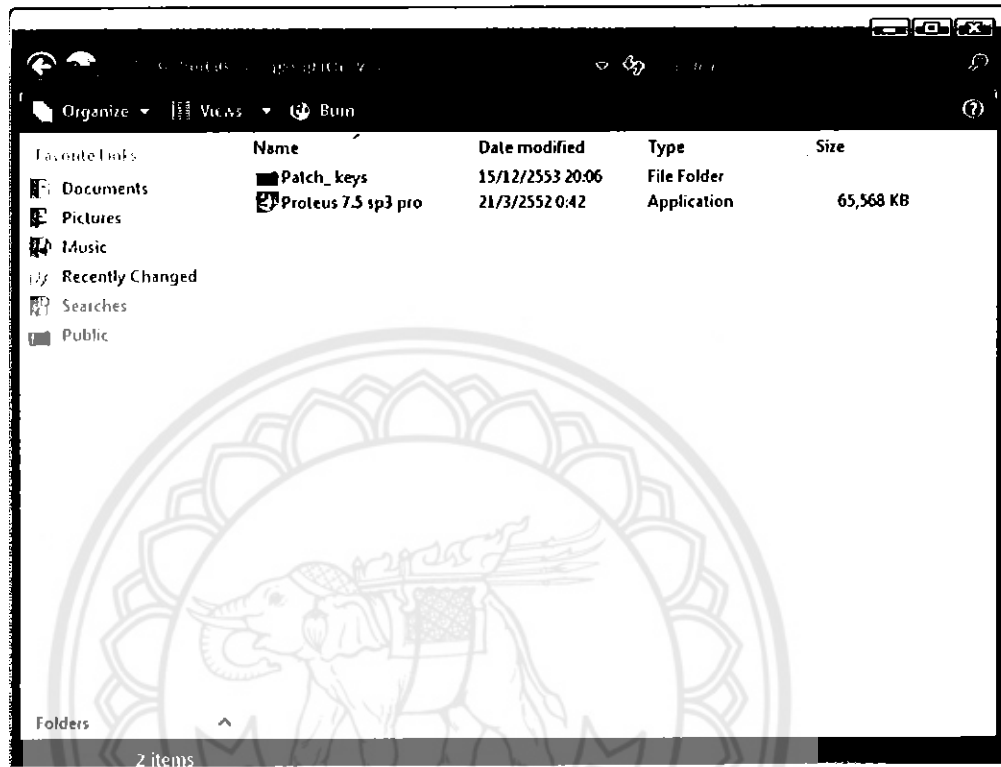 Organize Views Burn
Favorite Links
Name Date modified Type Size
Documents
Patch_keys 15/12/2553 20:06 File Folder
Proteus 7.5 sp3 pro 21/3/2552 0:42 Application 65,568 KB
Pictures
Music
Recently Changed
Searches
Public
Folders
2 items